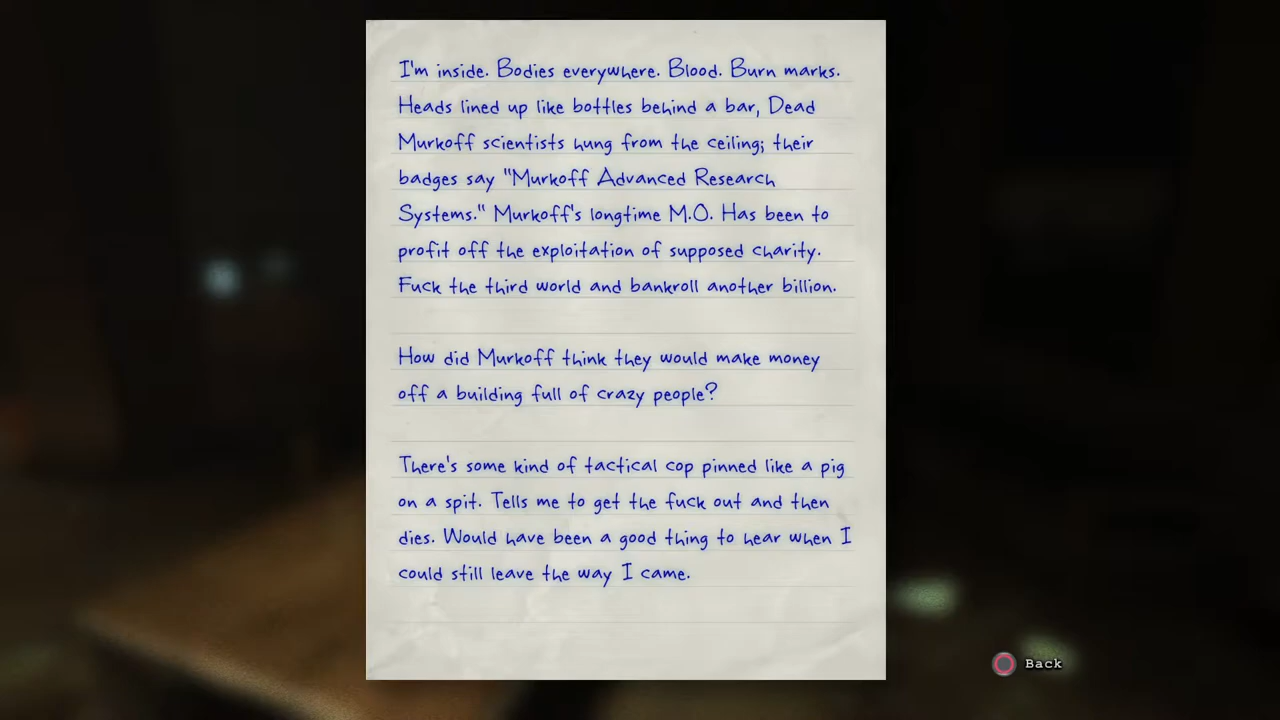 I'm inside. Bodies everywhere. Blood. Burn marks.
Heads lined up like bottles behind a bar, Dead
Murkoff scientists hung from the ceiling; their
badges say "Murkoff Advanced Research
Systems." Murkoff's longtime M.O. Has been to
profit off the exploitation of supposed charity.
Fuck the third world and bankroll another billion.
How did Murkoff think they would make money
off a building full of crazy people?
There's some kind of tactical cop pinned like a pig
on a spit. Tells me to get the fuck out and then
dies. Would have been a good thing to hear when I
could still leave the way I came.
Back